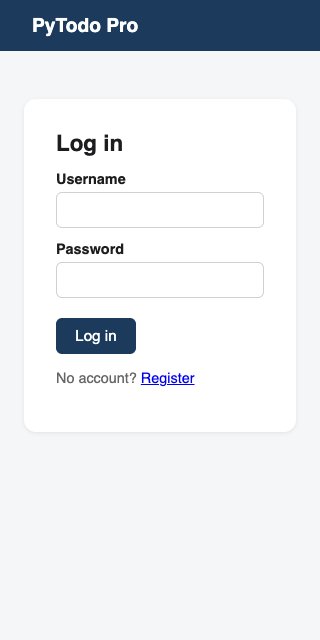 PyTodo Pro
Log in
Username
Password
Log in
No account? Register